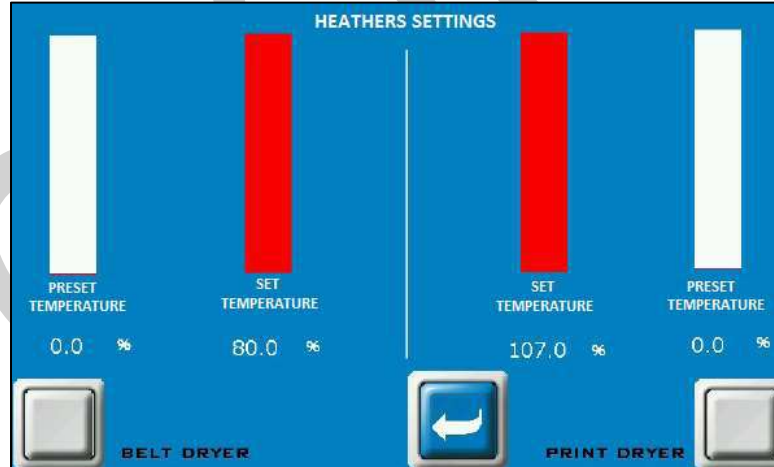 HEATHERS SETTINGS
PRESET
TEMPERATURE
0.0 %
SET
TEMPERATURE
80.0 %
SET
TEMPERATURE
107.0 %
PRESET
TEMPERATURE
0.0 %
BELT DRYER
PRINT DRYER